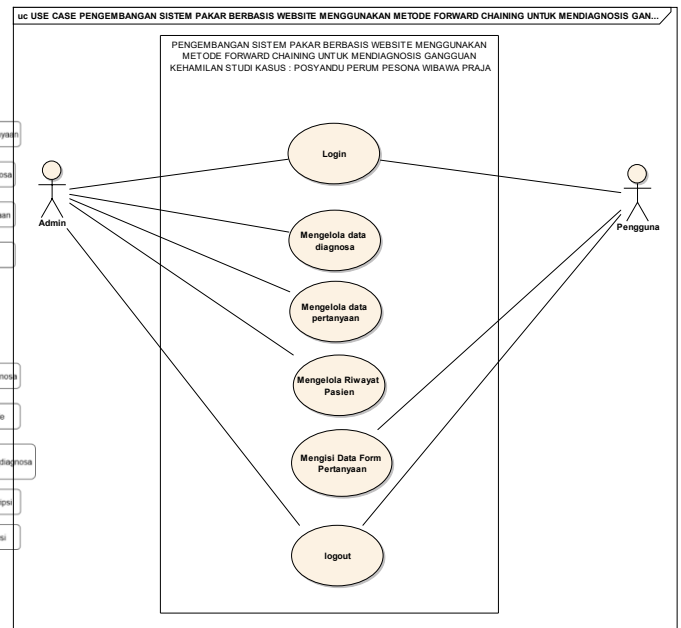 uc USE CASE PENGEMBANGAN SISTEM PAKAR BERBASIS WEBSITE MENGGUNAKAN METODE FORWARD CHAINING UNTUK MENDIAGNOSIS GAN...
PENGEMBANGAN SISTEM PAKAR BERBASIS WEBSITE MENGGUNAKAN
METODE FORWARD CHAINING UNTUK MENDIAGNOSIS GANGGUAN
KEHAMILAN STUDI KASUS : POSYANDU PERUM PESONA WIBAWA PRAJA
Login
Admin
Pengguna
Mengelola data
diagnosa
Mengelola data
pertanyaan
Mengelola Riwayat
Pasien
Mengisi Data Form
Pertanyaan
diagnosa
logout